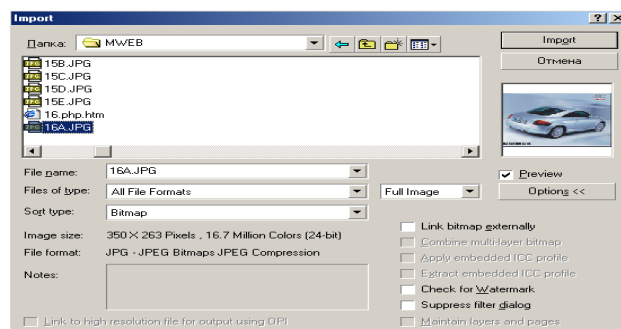 Import
Папка: MWEB
Import
Отмена
15B.JPG
15C.JPG
15D.JPG
15E.JPG
16.php.htm
16A.JPG
File name: 16A.JPG
Preview
Files of type: All File Formats Full Image Options <<
Sort type: Bitmap
Image size: 350 X 263 Pixels , 16.7 Million Colors (24-bit)
File format: JPG - JPEG Bitmaps JPEG Compression
Notes:
Link bitmap externally
Combine multi-layer bitmap
Apply embedded ICC profile
Extract embedded ICC profile
Check for Watermark
Suppress filter dialog
Link to high resolution file for output using OPI
Maintain layers and pages